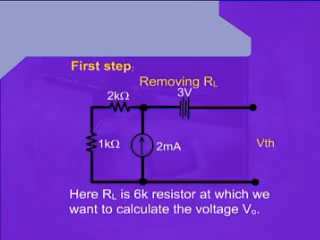 First step:
Removing RL
3V
2kΩ
1kΩ
2mA
Vth
Here RL is 6k resistor at which we
want to calculate the voltage Vo.